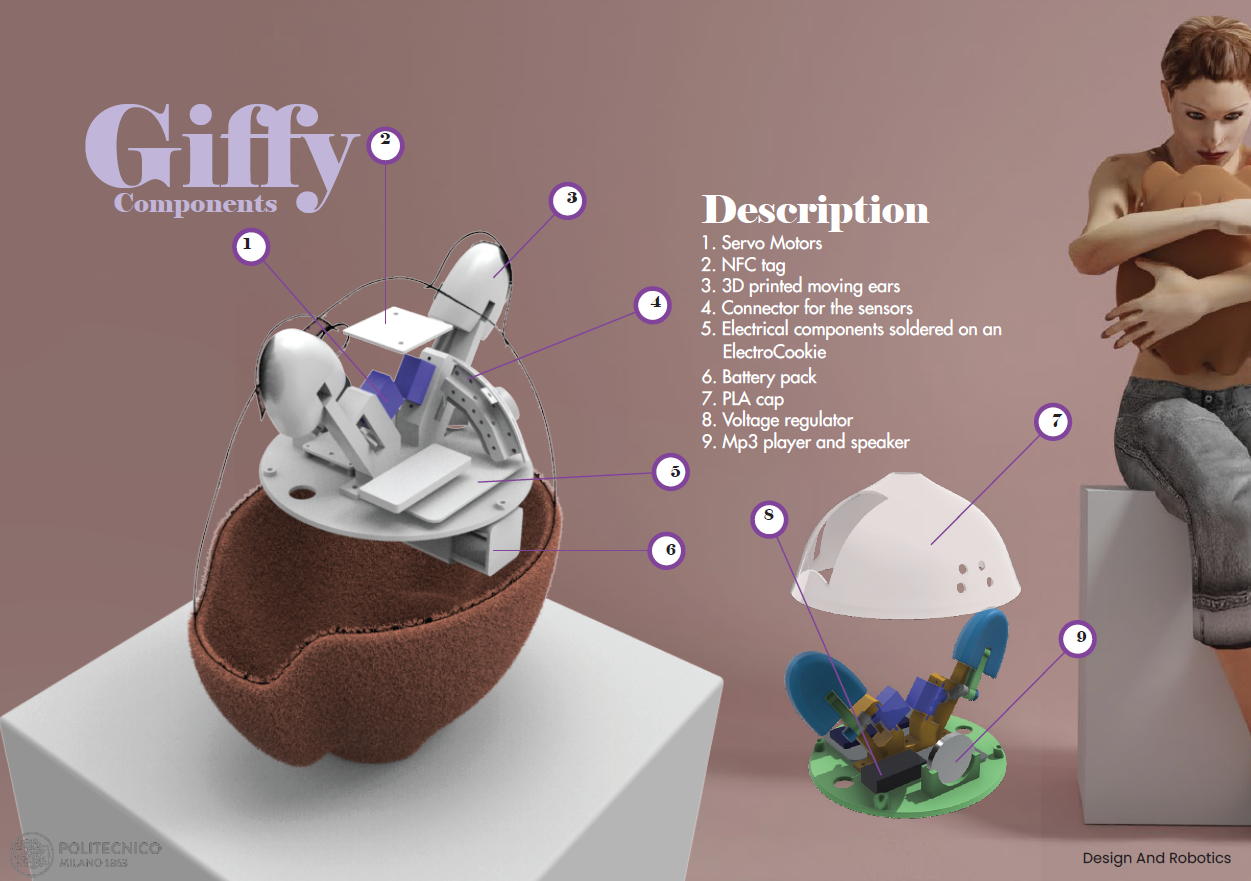 Giffy
Components
2
3
1
4
5
6
Description
1. Servo Motors
2. NFC tag
3. 3D printed moving ears
4. Connector for the sensors
5. Electrical components soldered on an
ElectroCookie
6. Battery pack
7. PLA cap
8. Voltage regulator
9. Mp3 player and speaker
7
8
9
POLITECNICO
MILANO 1863
Design And Robotics